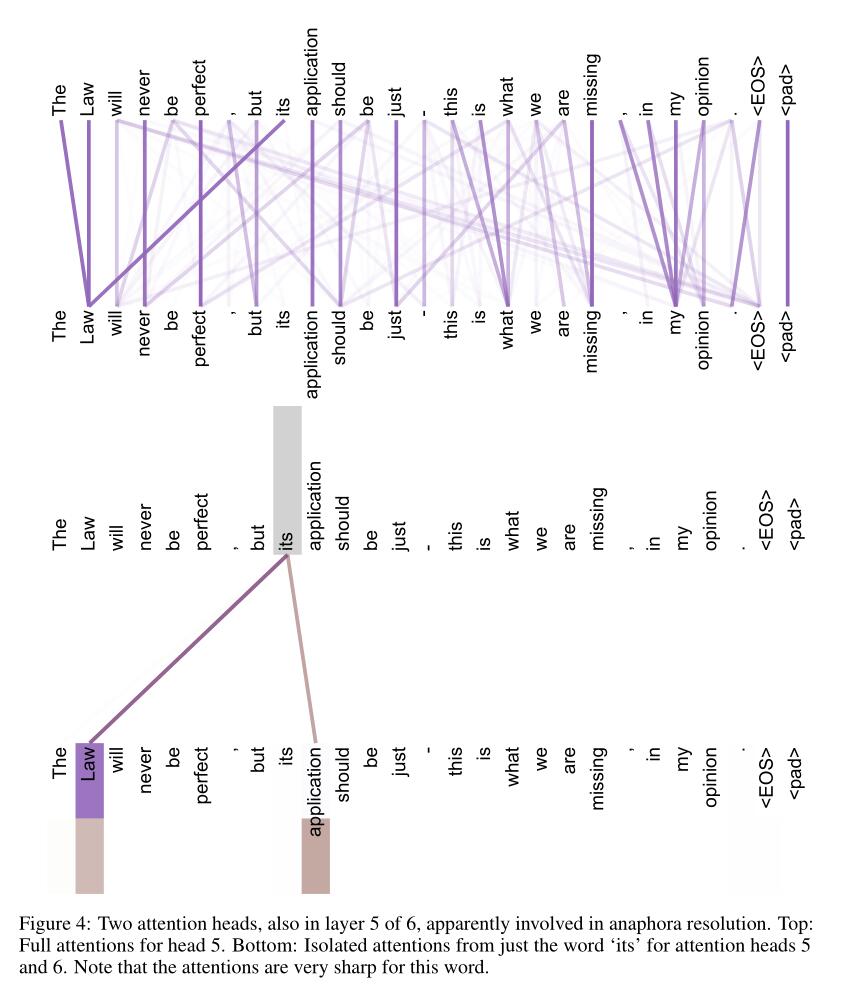 The Law will never be perfect , but its application should be just - this is what we are missing , in my opinion . <EOS> <pad>
The Law will never be perfect , but its application should be just - this is what we are missing , in my opinion . <EOS> <pad>
The Law will never be perfect , but its application should be just - this is what we are missing , in my opinion . <EOS> <pad>
The Law will never be perfect , but its application should be just - this is what we are missing , in my opinion . <EOS> <pad>
Figure 4: Two attention heads, also in layer 5 of 6, apparently involved in anaphora resolution. Top:
Full attentions for head 5. Bottom: Isolated attentions from just the word ‘its’ for attention heads 5
and 6. Note that the attentions are very sharp for this word.